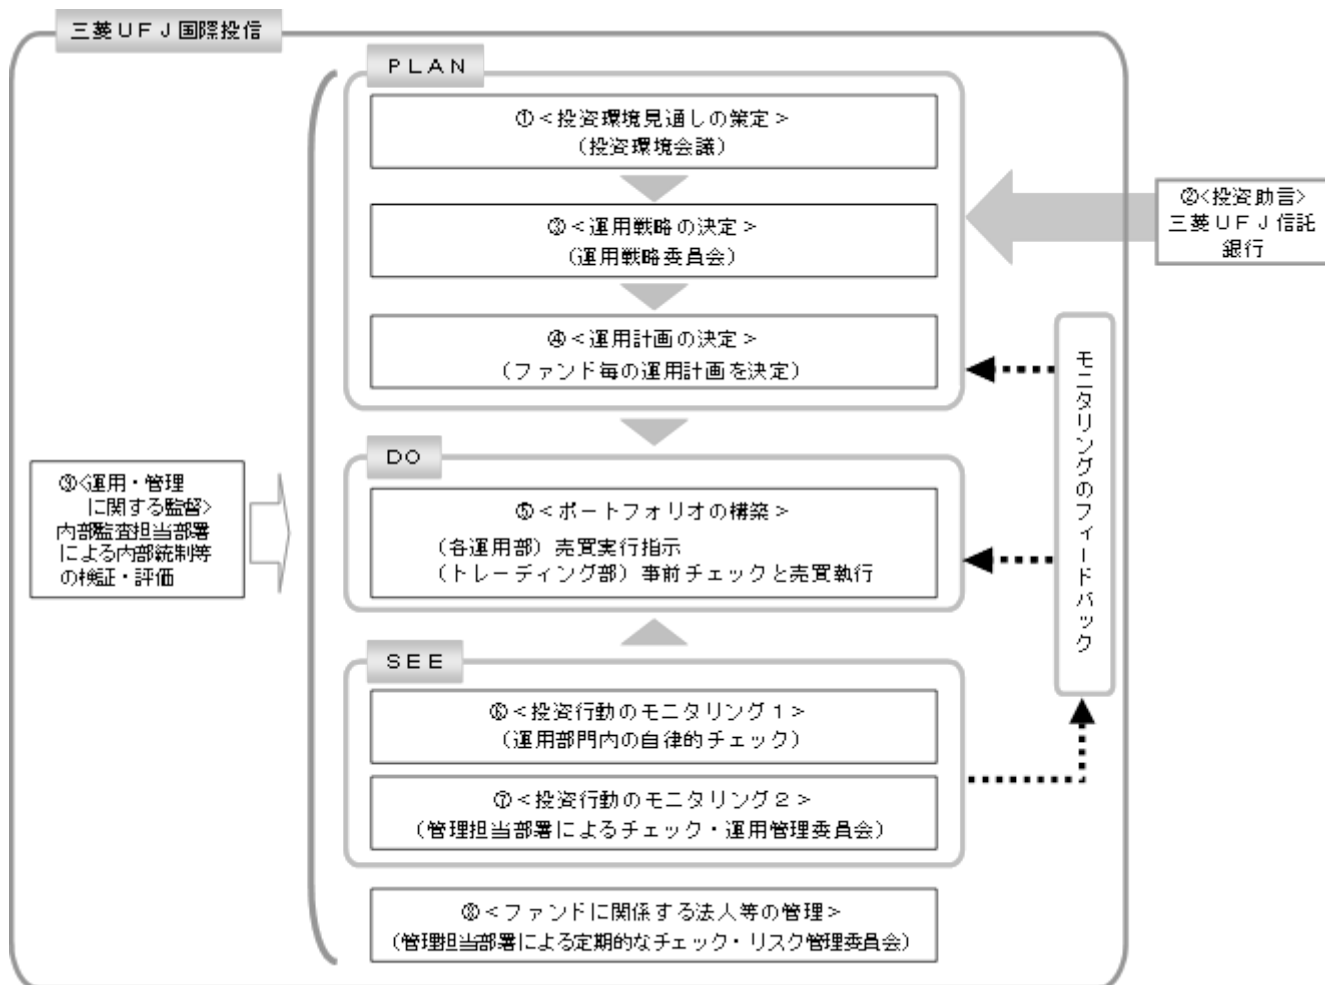 三菱ＵＦＪ国際投信
ＰＬＡＮ
①＜投資環境見通しの策定＞
（投資環境会議）
②<投資助言>
三菱ＵＦＪ信託
銀行
③＜運用戦略の決定＞
（運用戦略委員会）
④＜運用計画の決定＞
（ファンド毎の運用計画を決定）
モニタリングのフィードバック
ＤＯ
⑤＜ポートフォリオの構築＞
（各運用部）売買実行指示
（トレーディング部）事前チェックと売買執行
⑨<運用・管理
に関する監督>
内部監査担当部署
による内部統制等
の検証・評価
ＳＥＥ
⑥＜投資行動のモニタリング１＞
（運用部門内の自律的チェック）
⑦＜投資行動のモニタリング２＞
（管理担当部署によるチェック・運用管理委員会）
⑧＜ファンドに関係する法人等の管理＞
（管理担当部署による定期的なチェック・リスク管理委員会）